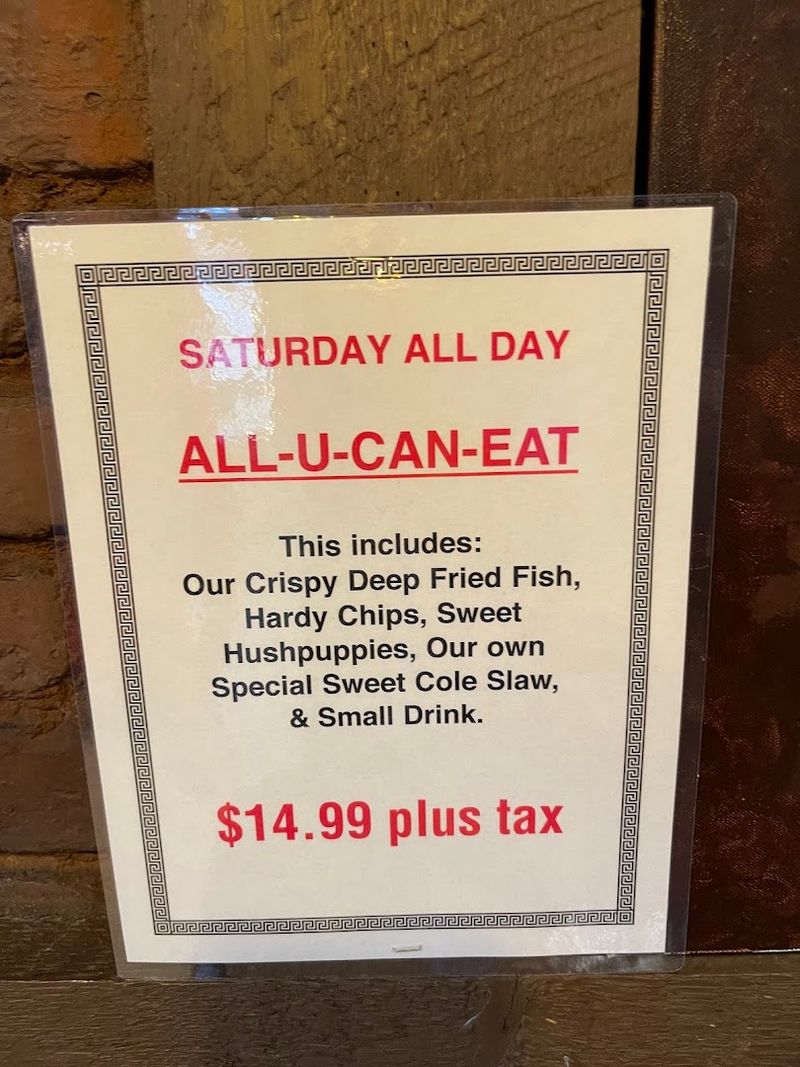 SATURDAY ALL DAY
ALL-U-CAN-EAT
This includes:
Our Crispy Deep Fried Fish,
Hardy Chips, Sweet
Hushpuppies, Our own
Special Sweet Cole Slaw,
& Small Drink.
$14.99 plus tax